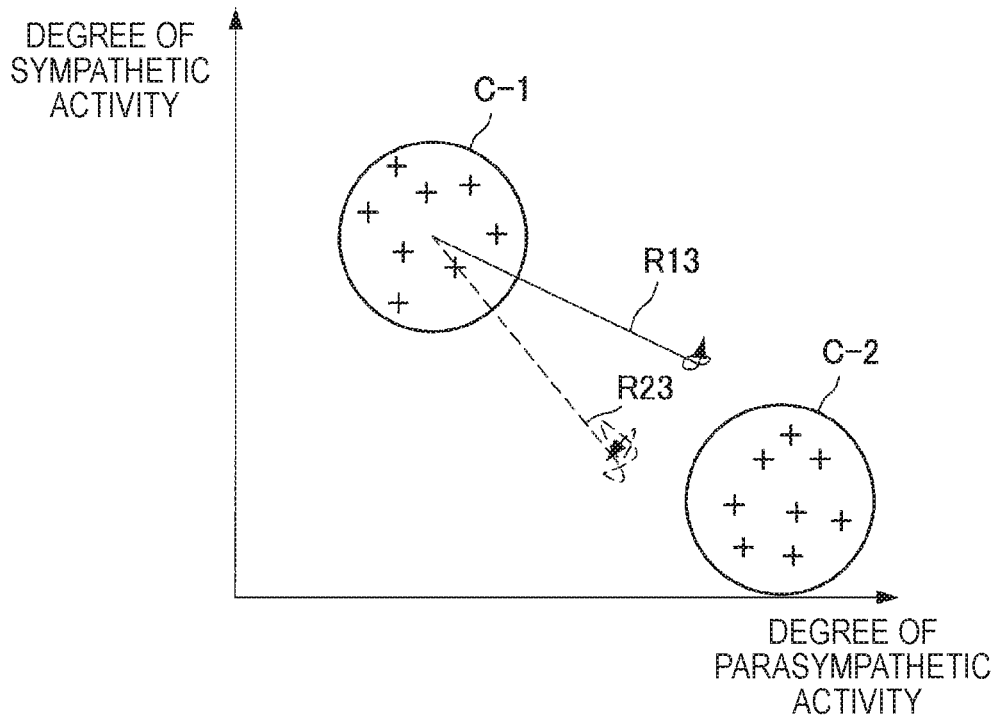 DEGREE OF
SYMPATHETIC
ACTIVITY
C-1
R13
C-2
R23
DEGREE OF
PARASYMPATHETIC
ACTIVITY